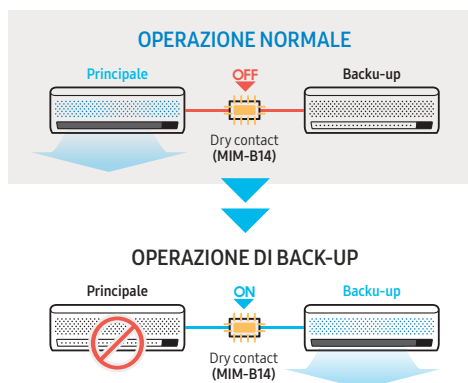 OPERAZIONE NORMALE
Principale
OFF
Backu-up
Dry contact
(MIM-B14)
OPERAZIONE DI BACK-UP
Principale
ON
Backu-up
Dry contact
(MIM-B14)